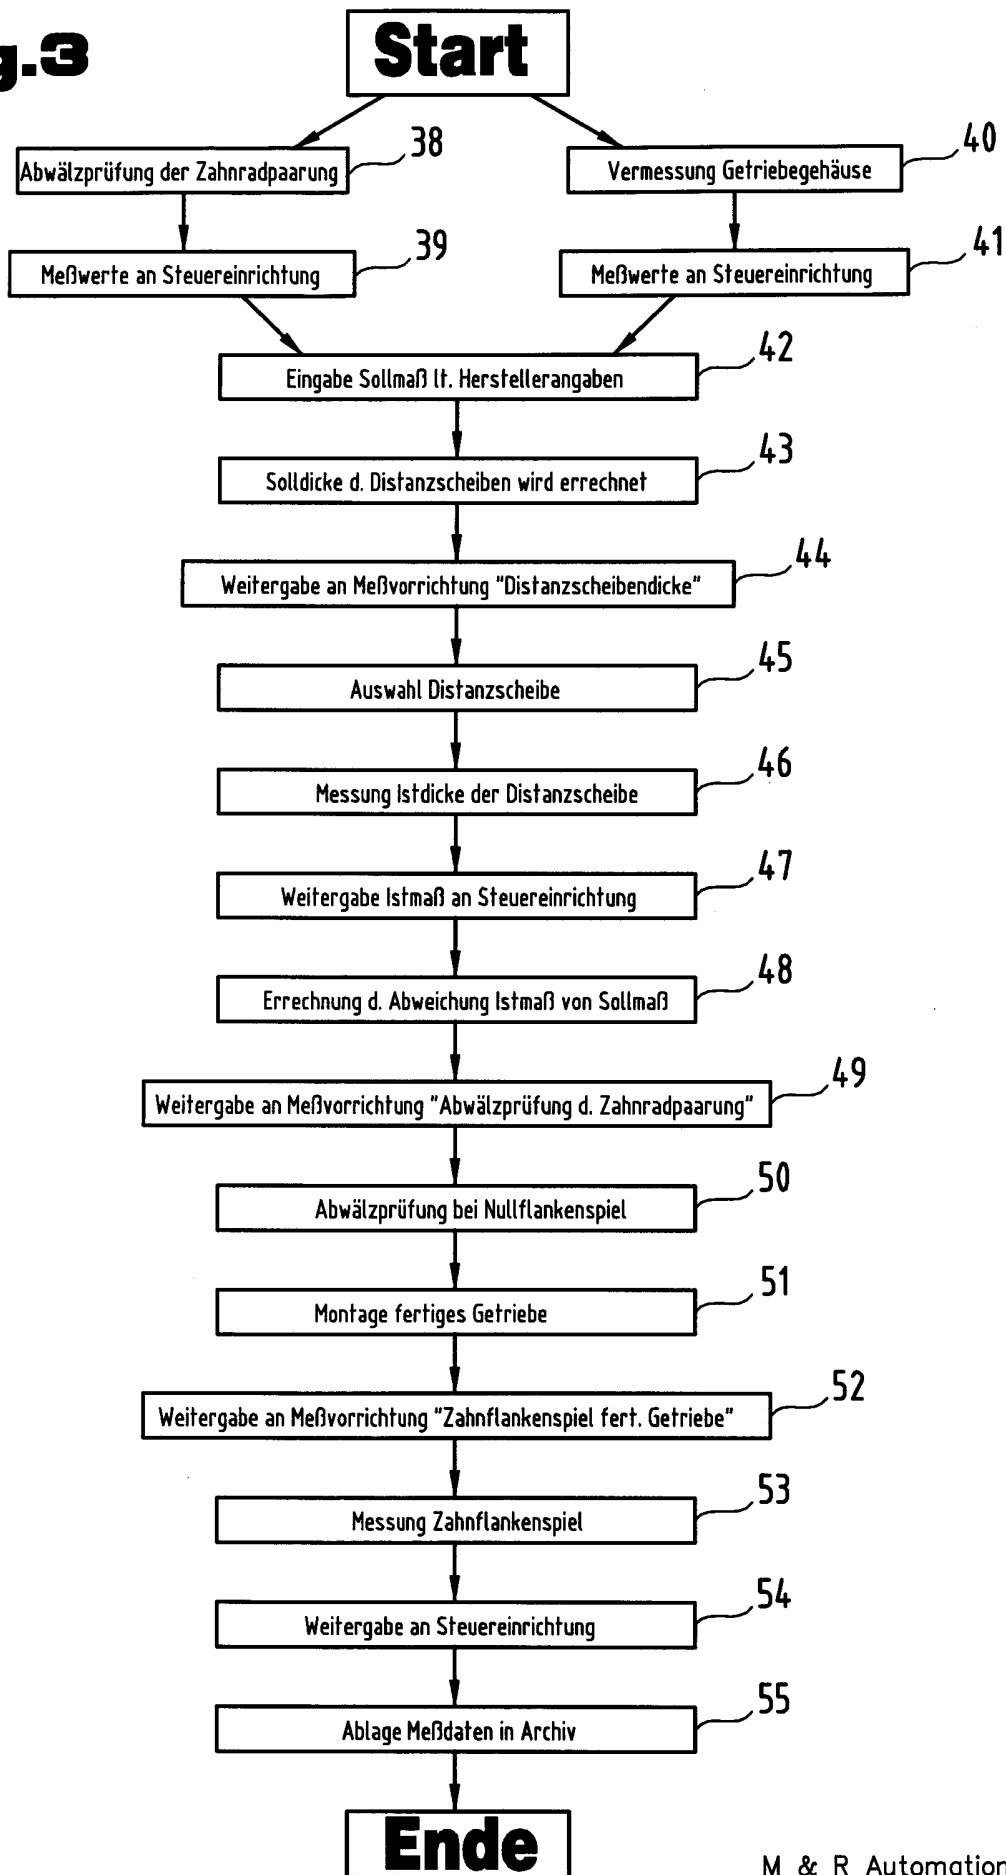 g.3
Start
38
40
Abwälzprüfung der Zahnradpaarung
Vermessung Getriebegehäuse
39
41
Meßwerte an Steuereinrichtung
Meßwerte an Steuereinrichtung
42
Eingabe Sollmaß lt. Herstellerangaben
43
Solldicke d. Distanzscheiben wird errechnet
44
Weitergabe an Meßvorrichtung "Distanzscheibendicke"
45
Auswahl Distanzscheibe
46
Messung Istdicke der Distanzscheibe
47
Weitergabe Istmaß an Steuereinrichtung
48
Errechnung d. Abweichung Istmaß von Sollmaß
49
Weitergabe an Meßvorrichtung "Abwälzprüfung d. Zahnradpaarung"
50
Abwälzprüfung bei Nullflankenspiel
51
Montage fertiges Getriebe
52
Weitergabe an Meßvorrichtung "Zahnflankenspiel fert. Getriebe"
53
Messung Zahnflankenspiel
54
Weitergabe an Steuereinrichtung
55
Ablage Meßdaten in Archiv
Ende
M & R Automation